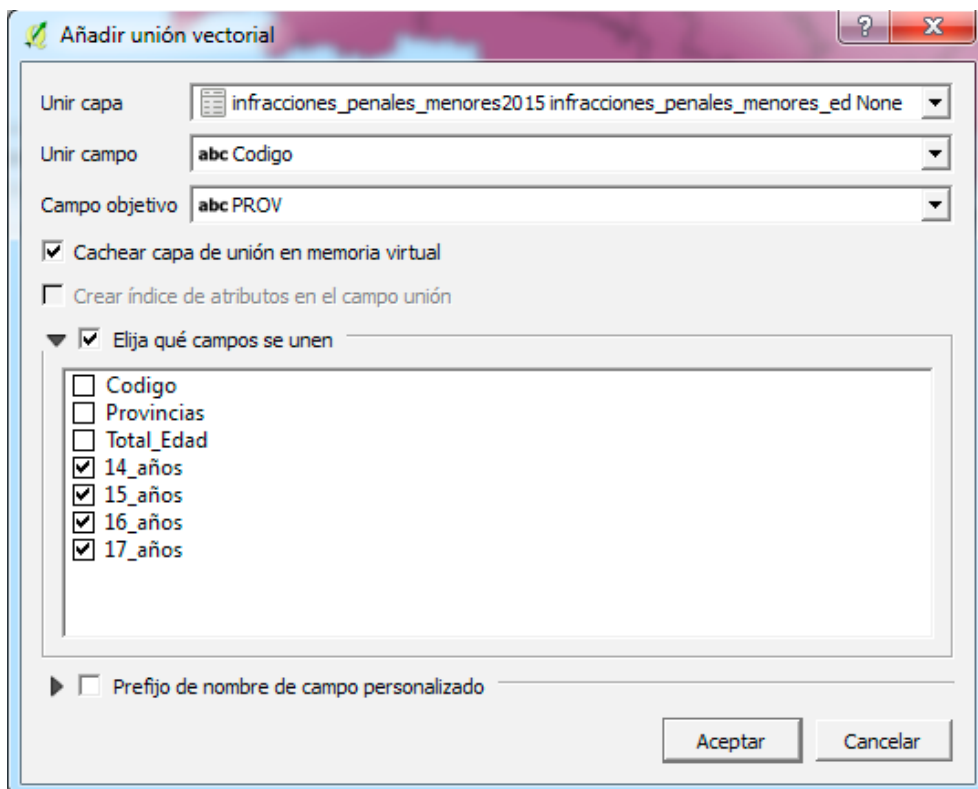 Añadir unión vectorial
Unir capa infracciones_penales_menores2015 infracciones_penales_menores_ed None
Unir campo abc Codigo
Campo objetivo abc PROV
Cachear capa de unión en memoria virtual
Crear índice de atributos en el campo unión
Elija qué campos se unen
Codigo
Provincias
Total_Edad
14_años
15_años
16_años
17_años
Prefijo de nombre de campo personalizado
Aceptar Cancelar